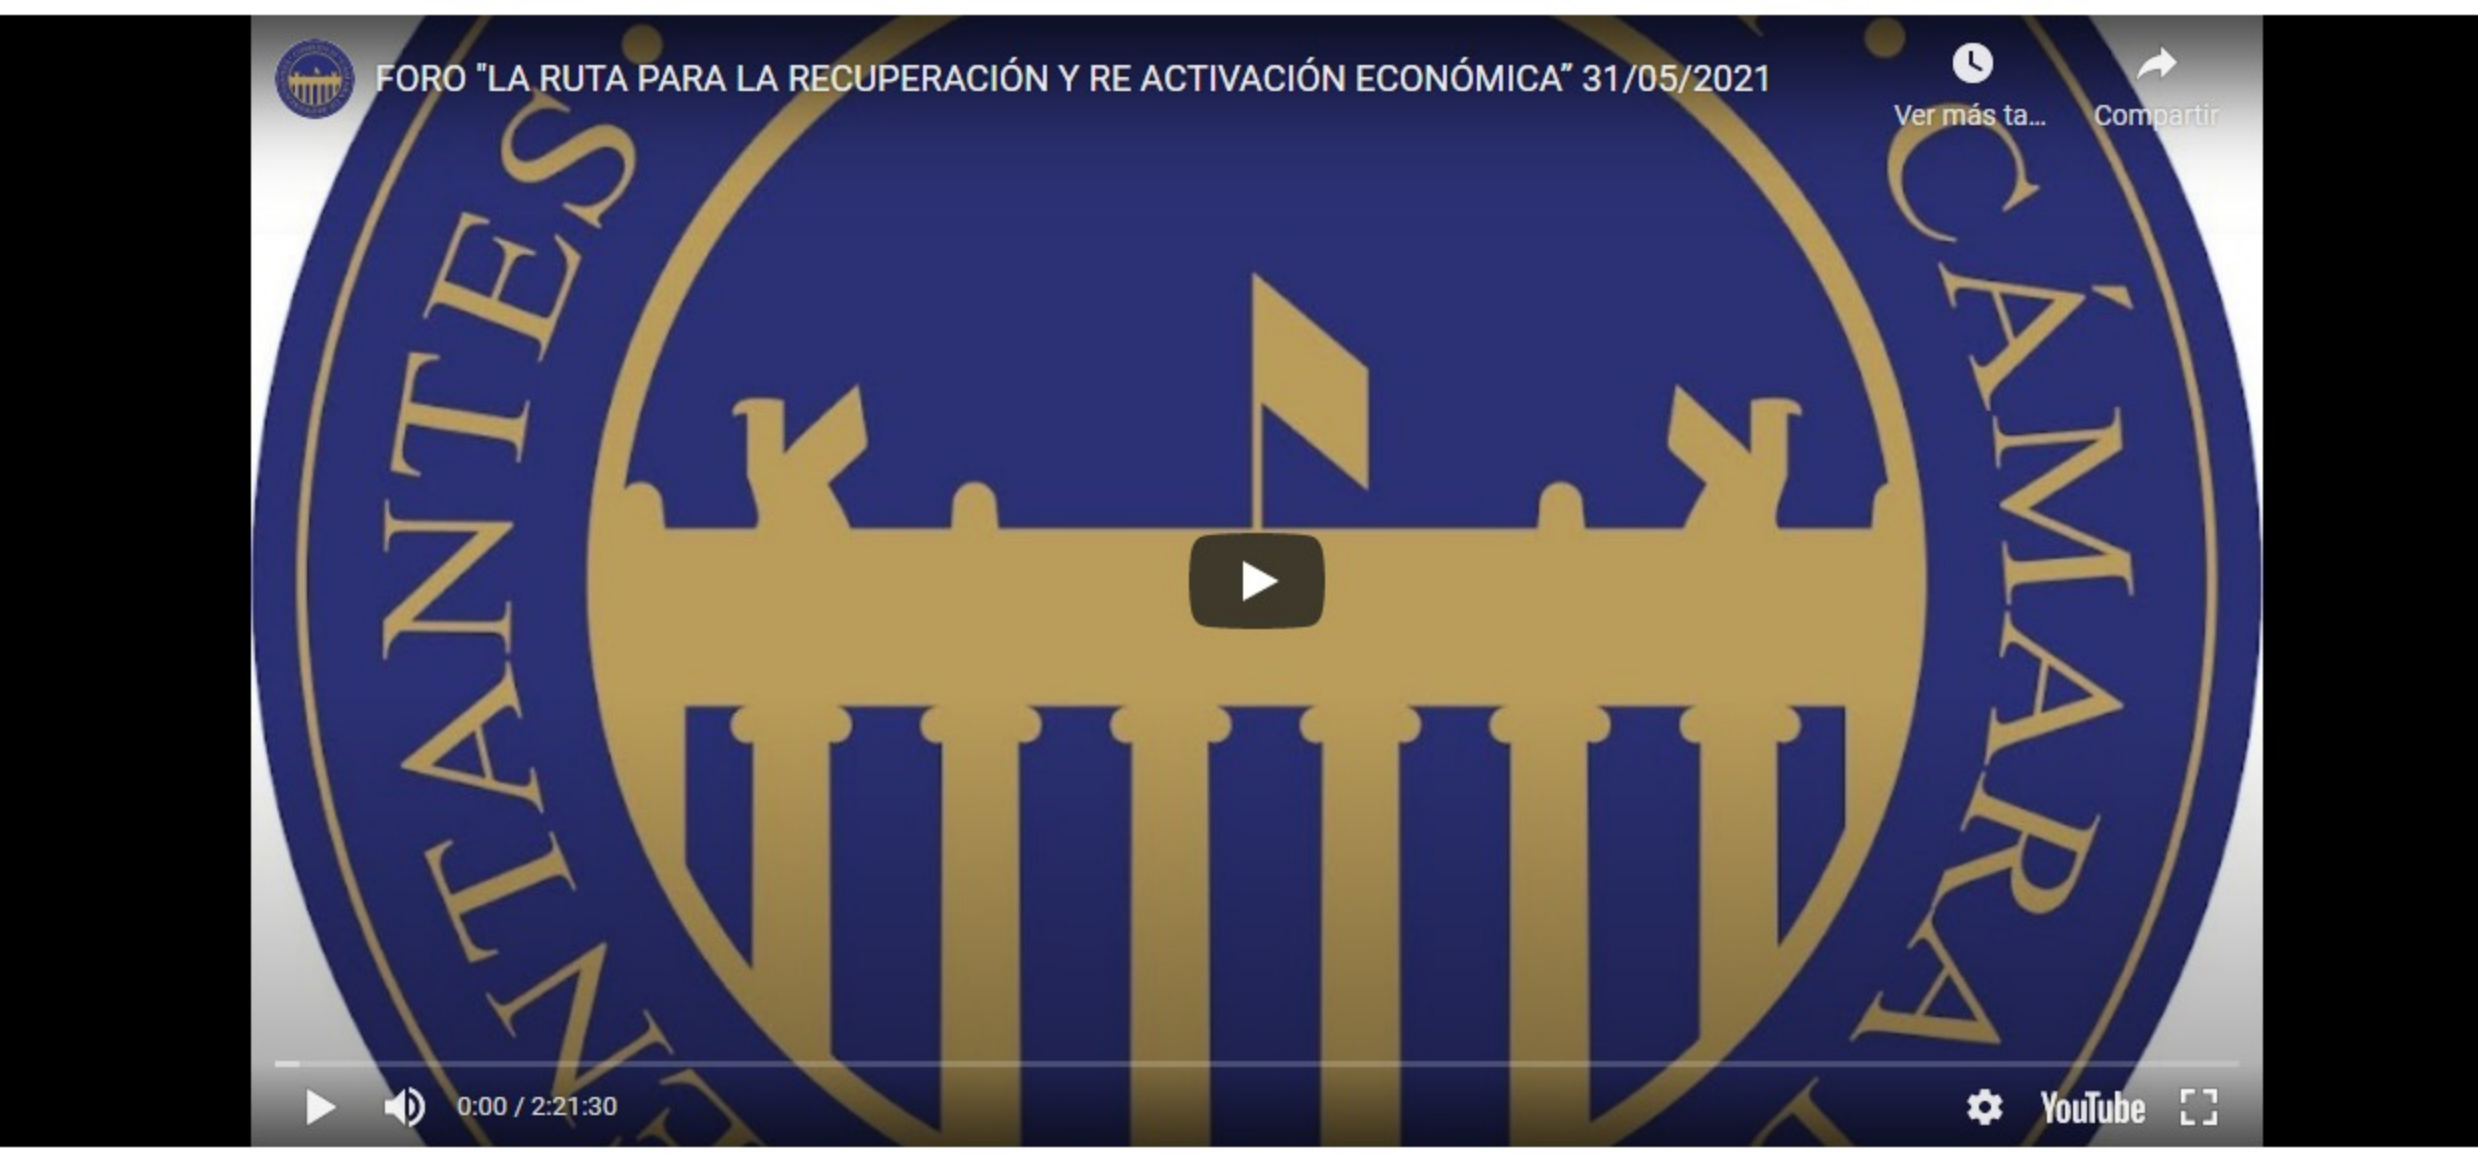 FORO "LA RUTA PARA LA RECUPERACIÓN Y RE ACTIVACIÓN ECONÓMICA” 31/05/2021
Ver más ta...
Compartir
CÁMARA D
ENTANTES
0:00 / 2:21:30
YouTube